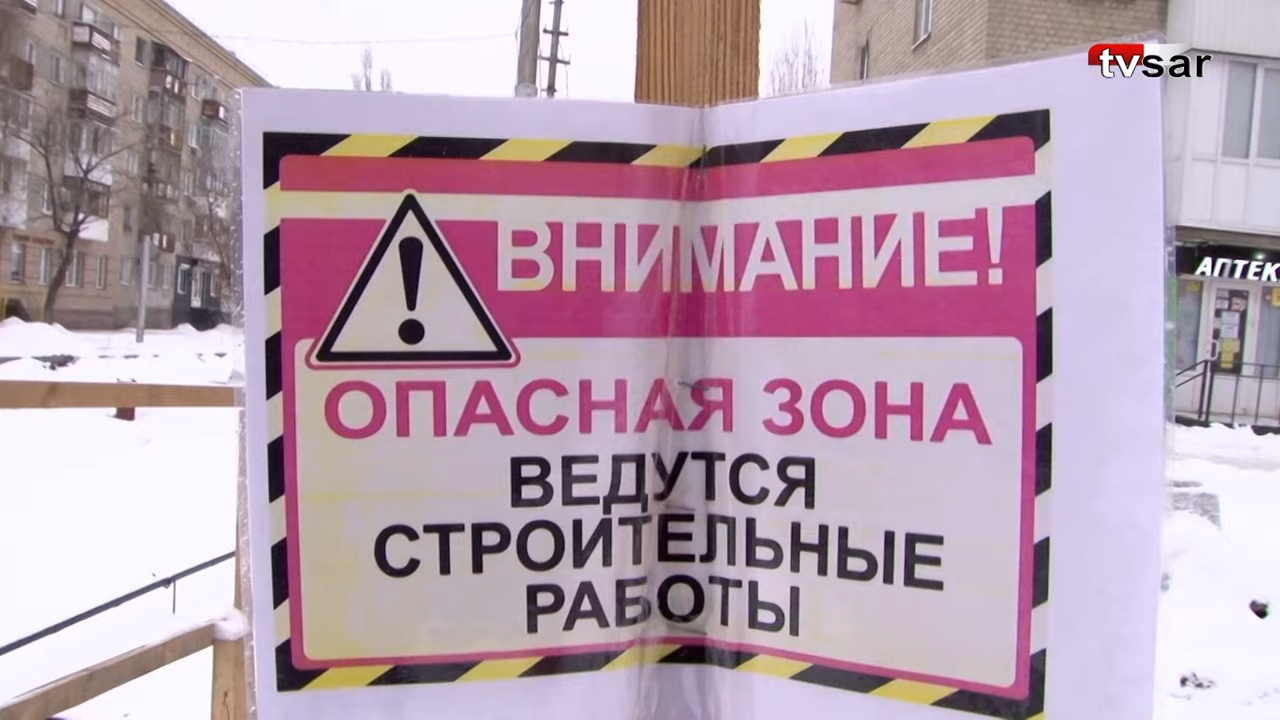 tvsar
ВНИМАНИЕ!
АПТЕК
ОПАСНАЯ ЗОНА
ВЕДУТСЯ
СТРОИТЕЛЬНЫЕ
РАБОТЫ